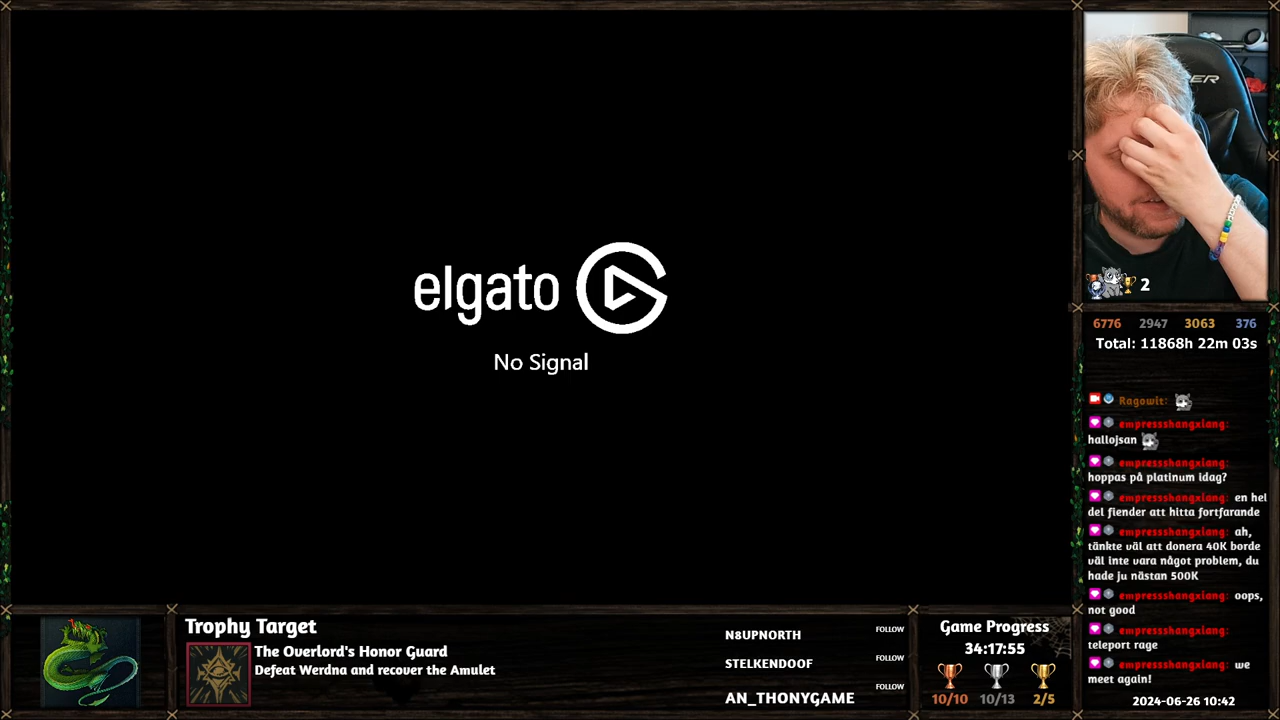 elgato
No Signal
2
6776 2947 3063 376
Total: 11868h 22m 03s
Ragowit:
empressshangxiang:
hallojsan
empressshangxiang:
hoppas på platinum idag?
empressshangxiang: en hel
del fiender att hitta fortfarande
empressshangxiang: ah,
tänkte väl att donera 40K borde
väl inte vara något problem, du
hade ju nästan 500K
empressshangxiang: oops,
not good
empressshangxiang:
teleport rage
empressshangxiang: we
meet again!
2024-06-26 10:42
Trophy Target
The Overlord's Honor Guard
Defeat Werdna and recover the Amulet
N8UPNORTH FOLLOW
STELKENDOOF FOLLOW
AN_THONYGAME FOLLOW
Game Progress
34:17:55
10/10 10/13 2/5